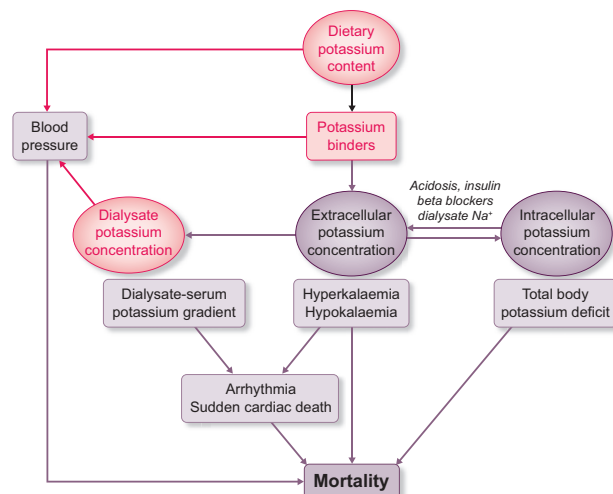 Dietary
potassium
content
Blood
pressure
Potassium
binders
Acidosis, insulin
beta blockers
dialysate Na⁺
Dialysate
potassium
concentration
Extracellular
potassium
concentration
Intracellular
potassium
concentration
Dialysate-serum
potassium gradient
Hyperkalaemia
Hypokalaemia
Total body
potassium deficit
Arrhythmia
Sudden cardiac death
Mortality